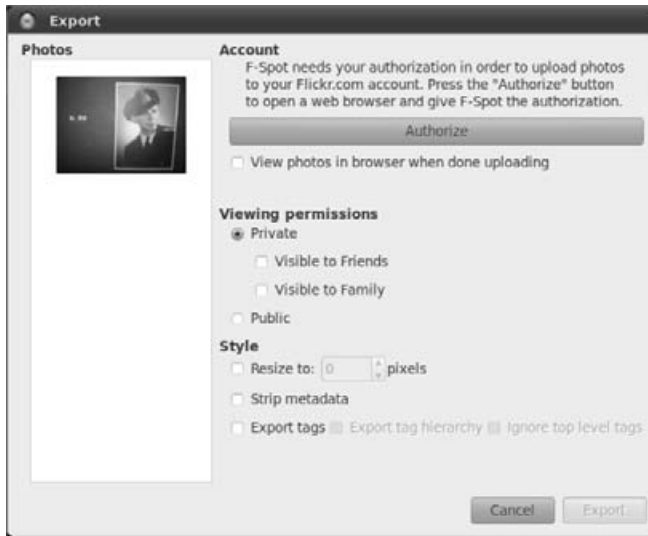 Export
Photos
Account
F-Spot needs your authorization in order to upload photos
to your Flickr.com account. Press the "Authorize" button
to open a web browser and give F-Spot the authorization.
Authorize
View photos in browser when done uploading
Viewing permissions
Private
Visible to Friends
Visible to Family
Public
Style
Resize to: 0 pixels
Strip metadata
Export tags Export tag hierarchy Ignore top level tags
Cancel Export